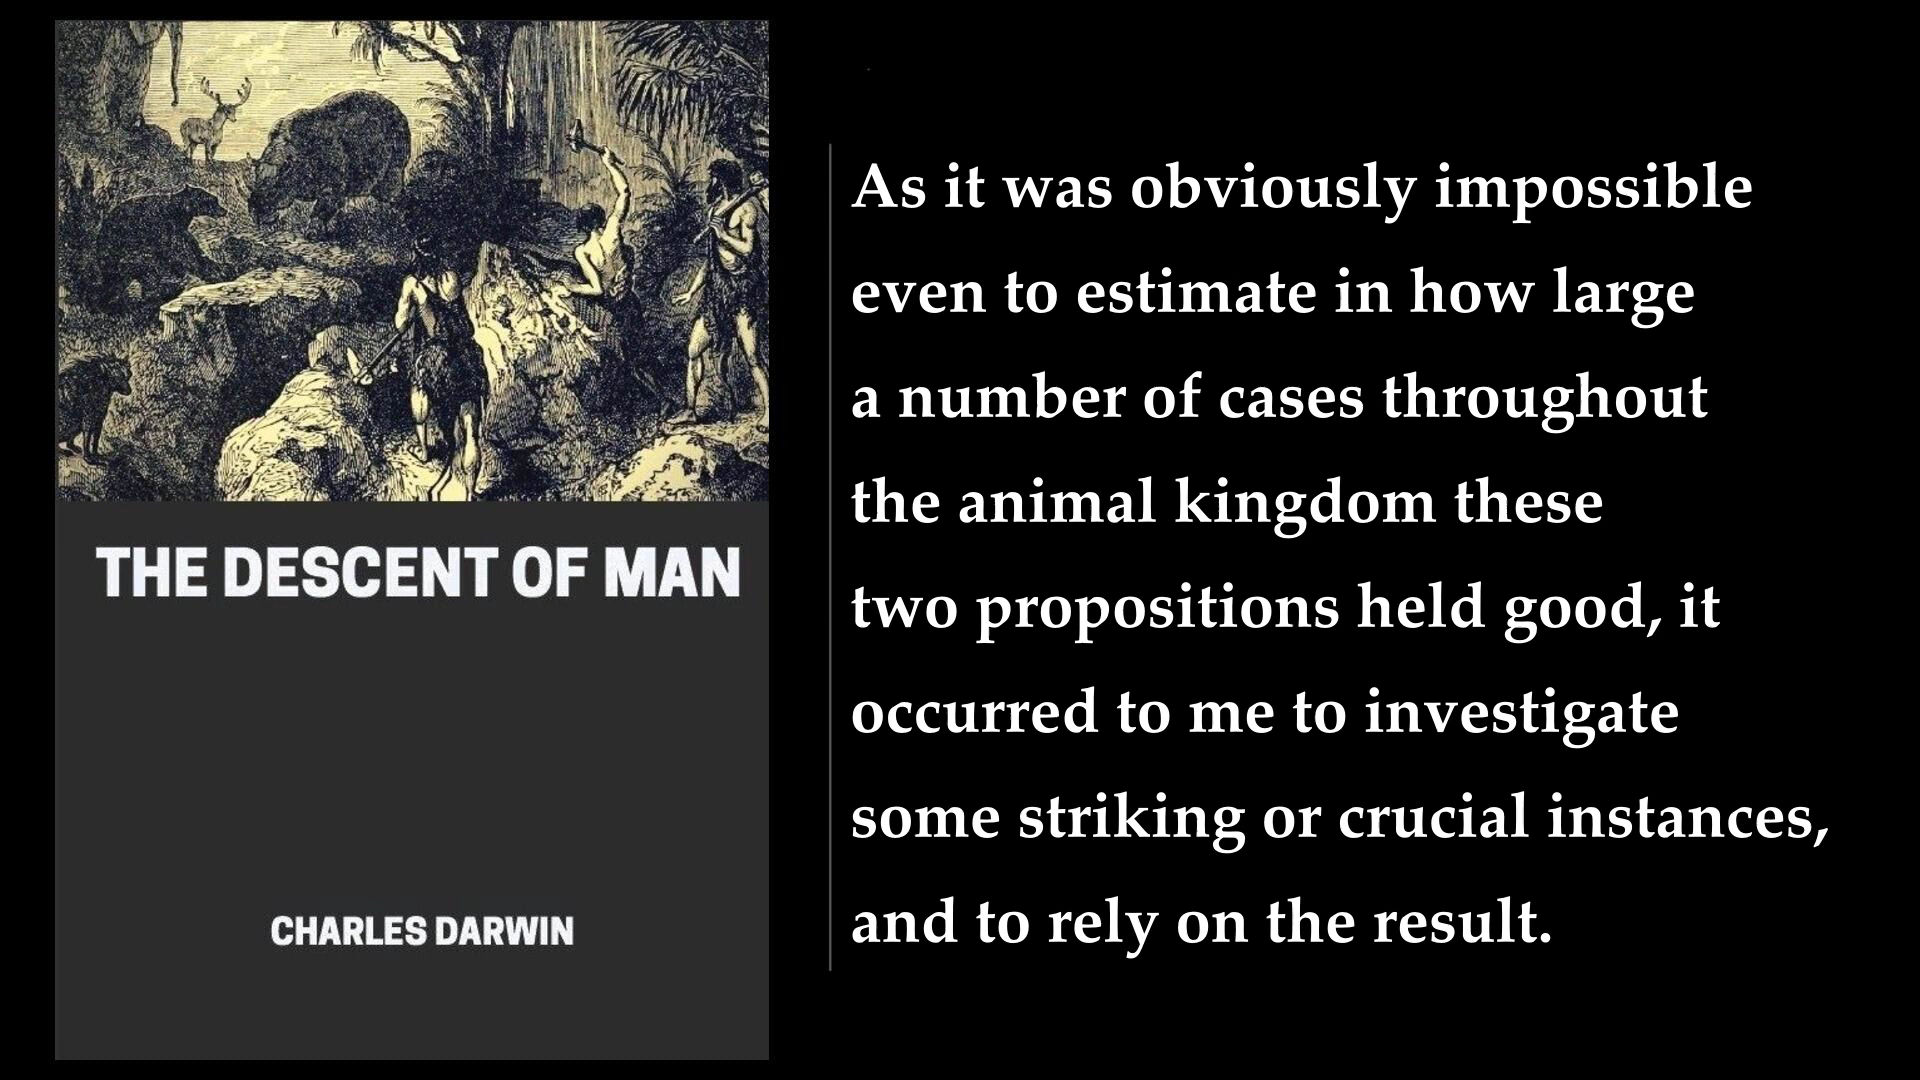 THE DESCENT OF MAN
CHARLES DARWIN
As it was obviously impossible
even to estimate in how large
a number of cases throughout
the animal kingdom these
two propositions held good, it
occurred to me to investigate
some striking or crucial instances,
and to rely on the result.